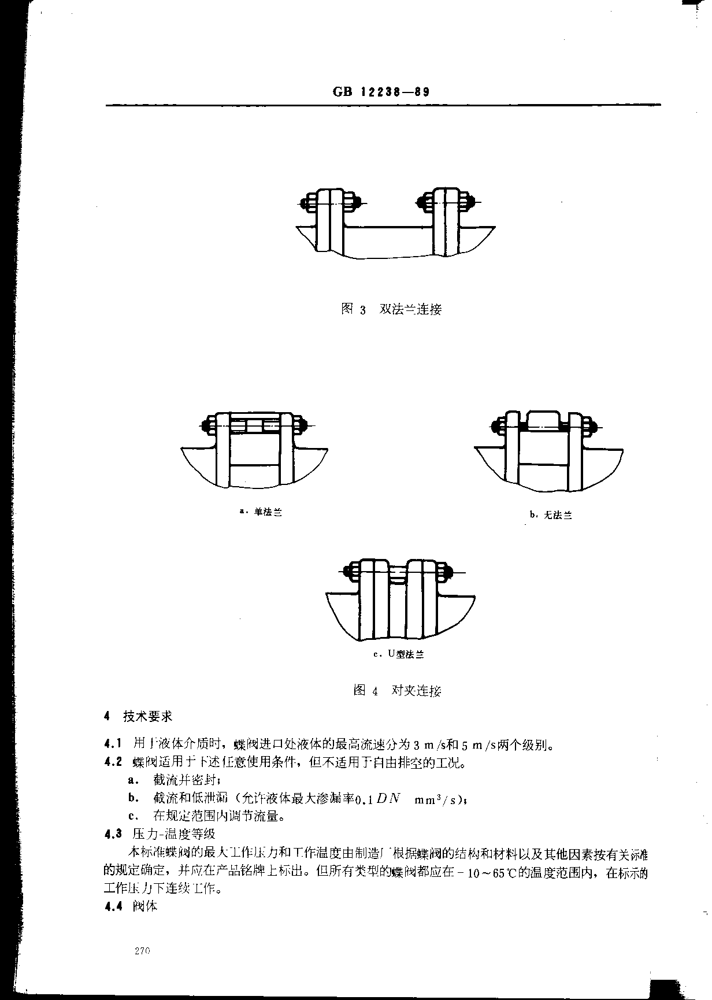 GB 12238—89
图 3 双法兰连接
a. 单法兰
b. 无法兰
c. U型法兰
图 4 对夹连接
4 技术要求
4.1 用于液体介质时，蝶阀进口处液体的最高流速分为 3 m/s和 5 m/s两个级别。
4.2 蝶阀适用于下述任意使用条件，但不适用于自由排空的工况。
a. 截流并密封；
b. 截流和低泄漏（允许液体最大渗漏率0.1 DN mm³/s）；
c. 在规定范围内调节流量。
4.3 压力-温度等级
本标准蝶阀的最大工作压力和工作温度由制造厂根据蝶阀的结构和材料以及其他因素按有关标准
的规定确定，并应在产品铭牌上标出。但所有类型的蝶阀都应在－10～65℃的温度范围内，在标示的
工作压力下连续工作。
4.4 阀体
270